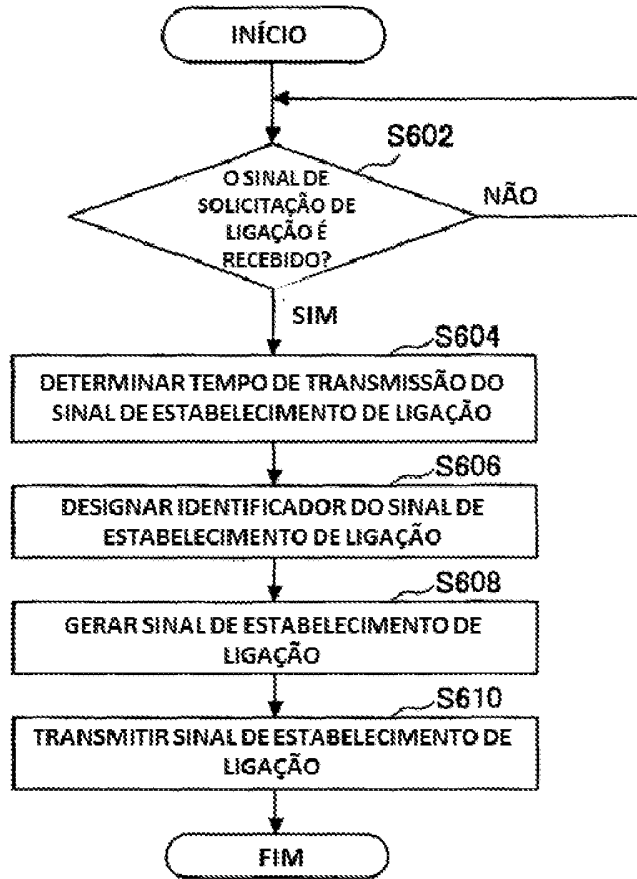 INÍCIO
S602
O SINAL DE
SOLICITAÇÃO DE
LIGAÇÃO É
RECEBIDO?
NÃO
SIM
S604
DETERMINAR TEMPO DE TRANSMISSÃO DO
SINAL DE ESTABELECIMENTO DE LIGAÇÃO
S606
DESIGNAR IDENTIFICADOR DO SINAL DE
ESTABELECIMENTO DE LIGAÇÃO
S608
GERAR SINAL DE ESTABELECIMENTO DE
LIGAÇÃO
S610
TRANSMITIR SINAL DE ESTABELECIMENTO DE
LIGAÇÃO
FIM